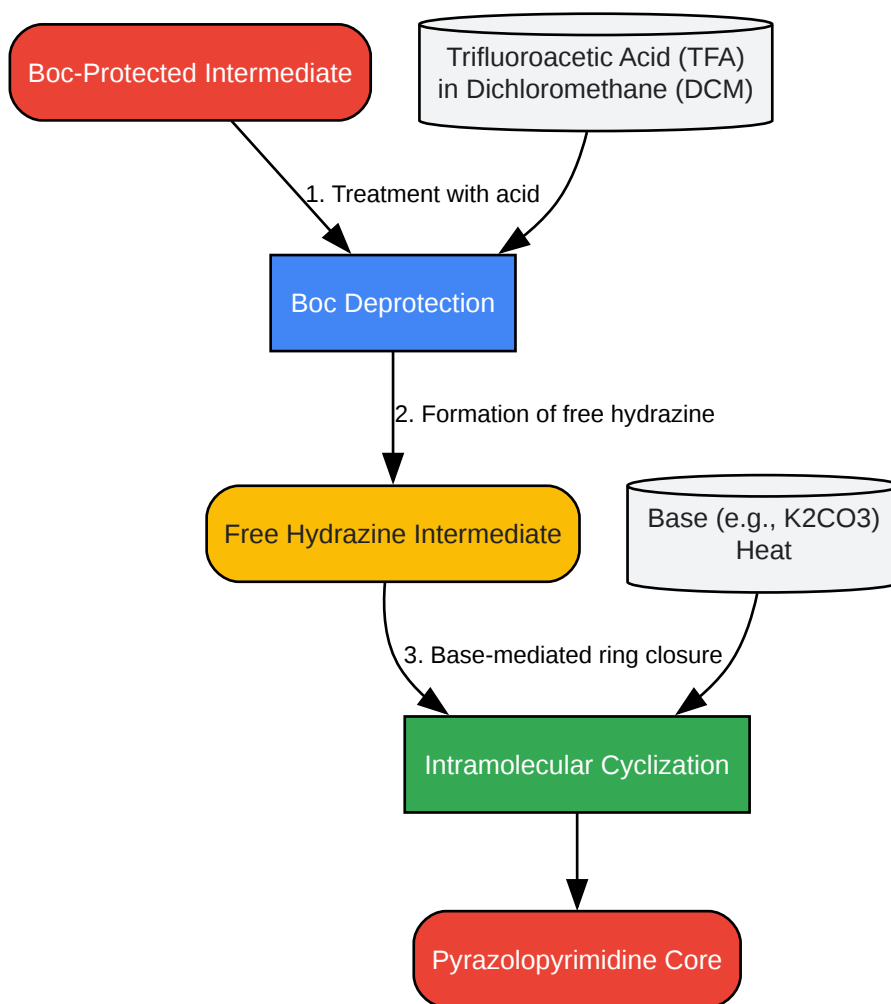 Boc-Protected Intermediate
Trifluoroacetic Acid (TFA)
in Dichloromethane (DCM)
1. Treatment with acid
Boc Deprotection
2. Formation of free hydrazine
Free Hydrazine Intermediate
Base (e.g., K2CO3)
Heat
3. Base-mediated ring closure
Intramolecular Cyclization
Pyrazolopyrimidine Core